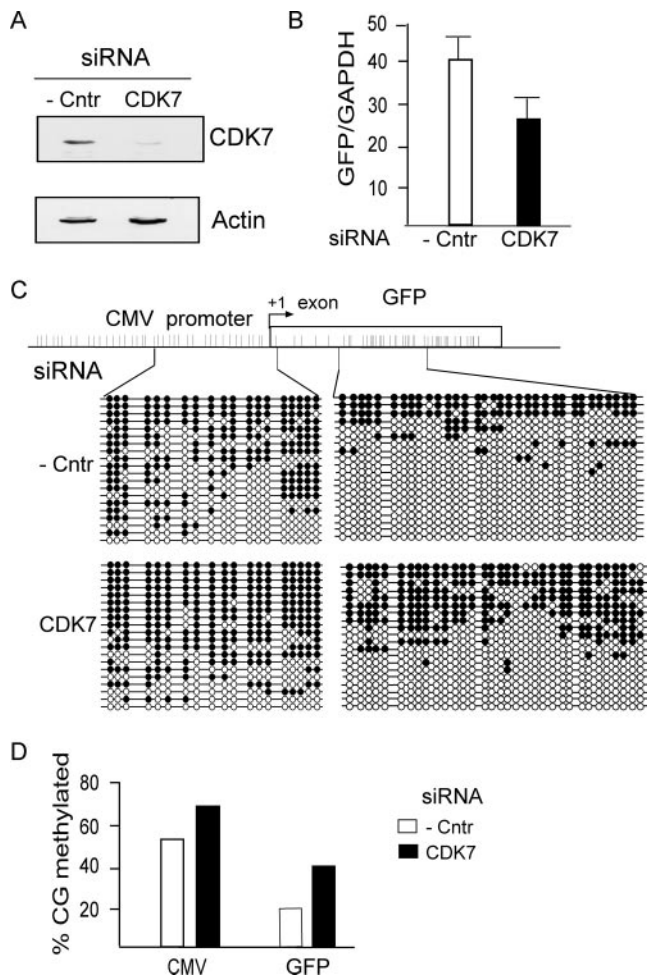 A
siRNA
- Cntr CDK7
CDK7
Actin
B
GFP/GAPDH
50
40
30
20
10
siRNA - Cntr CDK7
C
CMV promoter +1 exon GFP
siRNA
- Cntr
CDK7
D
% CG methylated
80
60
40
20
CMV GFP
siRNA
- Cntr
CDK7